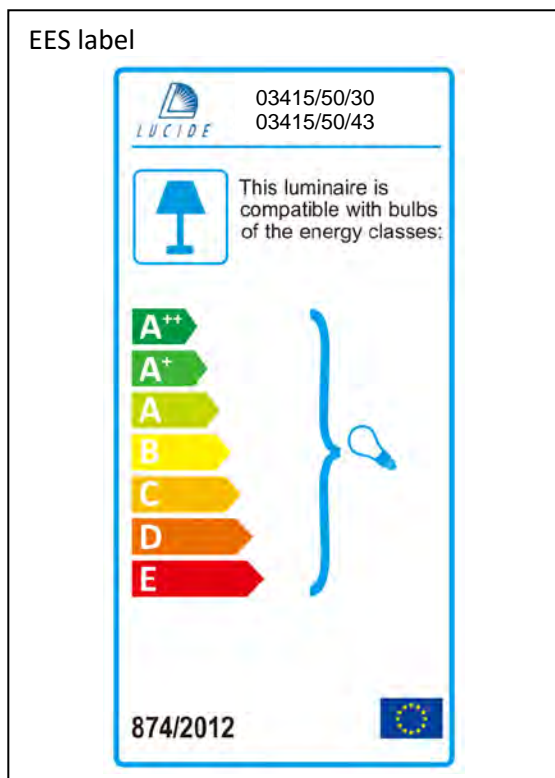 EES label
LUCIDE
03415/50/30
03415/50/43
This luminaire is
compatible with bulbs
of the energy classes:
A++
A+
A
B
C
D
E
874/2012